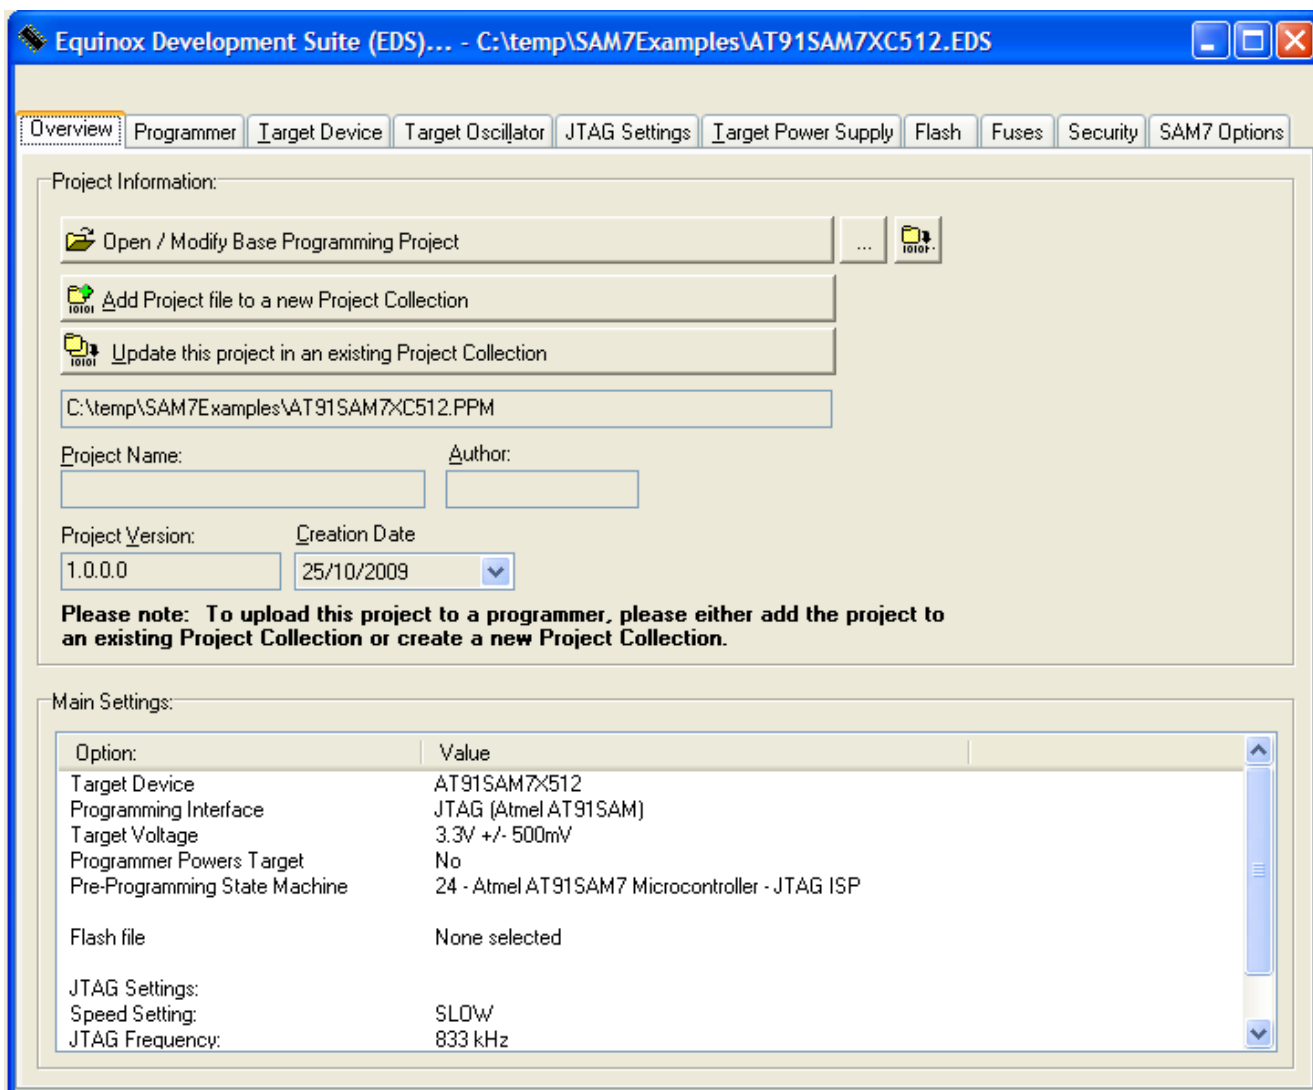 Equinox Development Suite (EDS)... - C:\temp\SAM7Examples\AT91SAM7XC512.EDS
Overview Programmer Target Device Target Oscillator JTAG Settings Target Power Supply Flash Fuses Security SAM7 Options
Project Information:
Open / Modify Base Programming Project ...
Add Project file to a new Project Collection
Update this project in an existing Project Collection
C:\temp\SAM7Examples\AT91SAM7XC512.PPM
Project Name: Author:
Project Version: Creation Date
1.0.0.0 25/10/2009
Please note: To upload this project to a programmer, please either add the project to
an existing Project Collection or create a new Project Collection.
Main Settings:
Option: Value
Target Device AT91SAM7X512
Programming Interface JTAG (Atmel AT91SAM)
Target Voltage 3.3V +/- 500mV
Programmer Powers Target No
Pre-Programming State Machine 24 - Atmel AT91SAM7 Microcontroller - JTAG ISP
Flash file None selected
JTAG Settings:
Speed Setting: SLOW
JTAG Frequency: 833 kHz